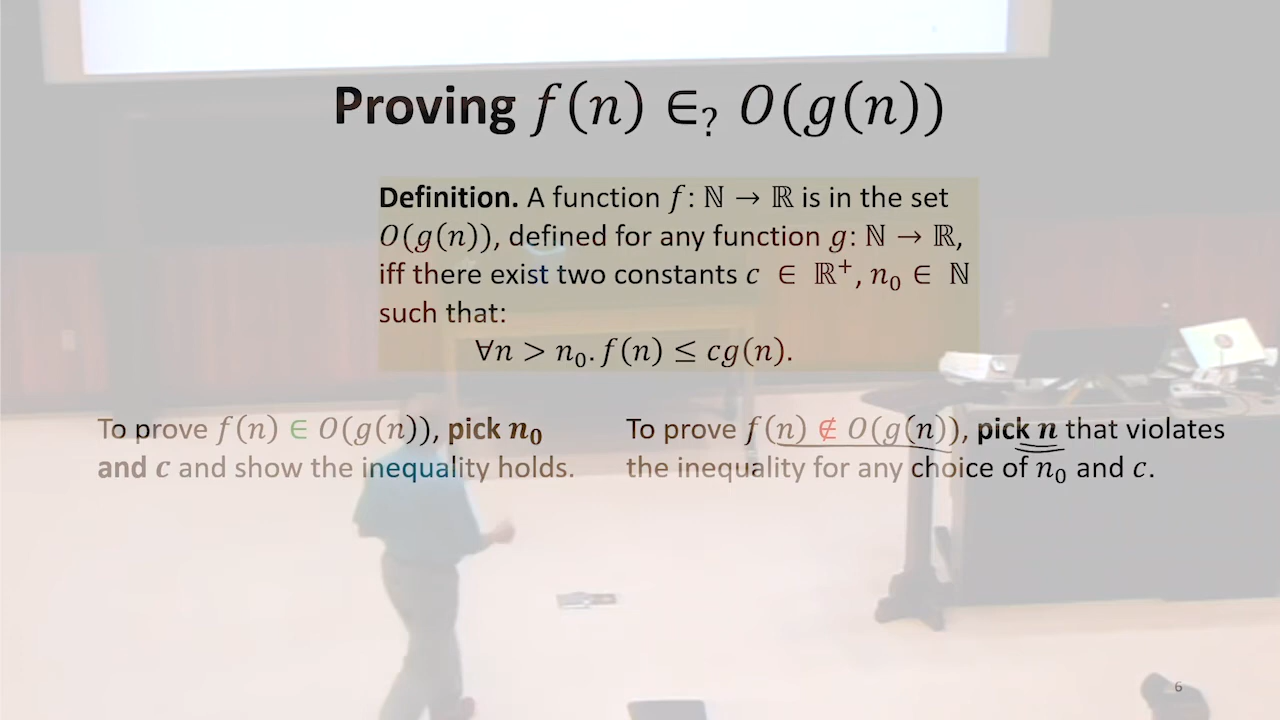 Proving f(n) ∈? O(g(n))
Definition. A function f: ℕ → ℝ is in the set
O(g(n)), defined for any function g: ℕ → ℝ,
iff there exist two constants c ∈ ℝ⁺, n₀ ∈ ℕ
such that:
∀n > n₀. f(n) ≤ cg(n).
To prove f(n) ∈ O(g(n)), pick n₀
and c and show the inequality holds.
To prove f(n) ∉ O(g(n)), pick n that violates
the inequality for any choice of n₀ and c.
6